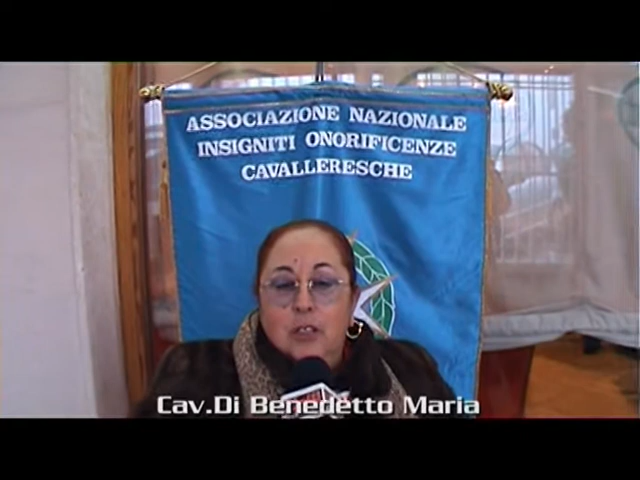 ASSOCIAZIONE NAZIONALE
INSIGNITI ONORIFICENZE
CAVALLERESCHE
Cav.Di Benedetto Maria